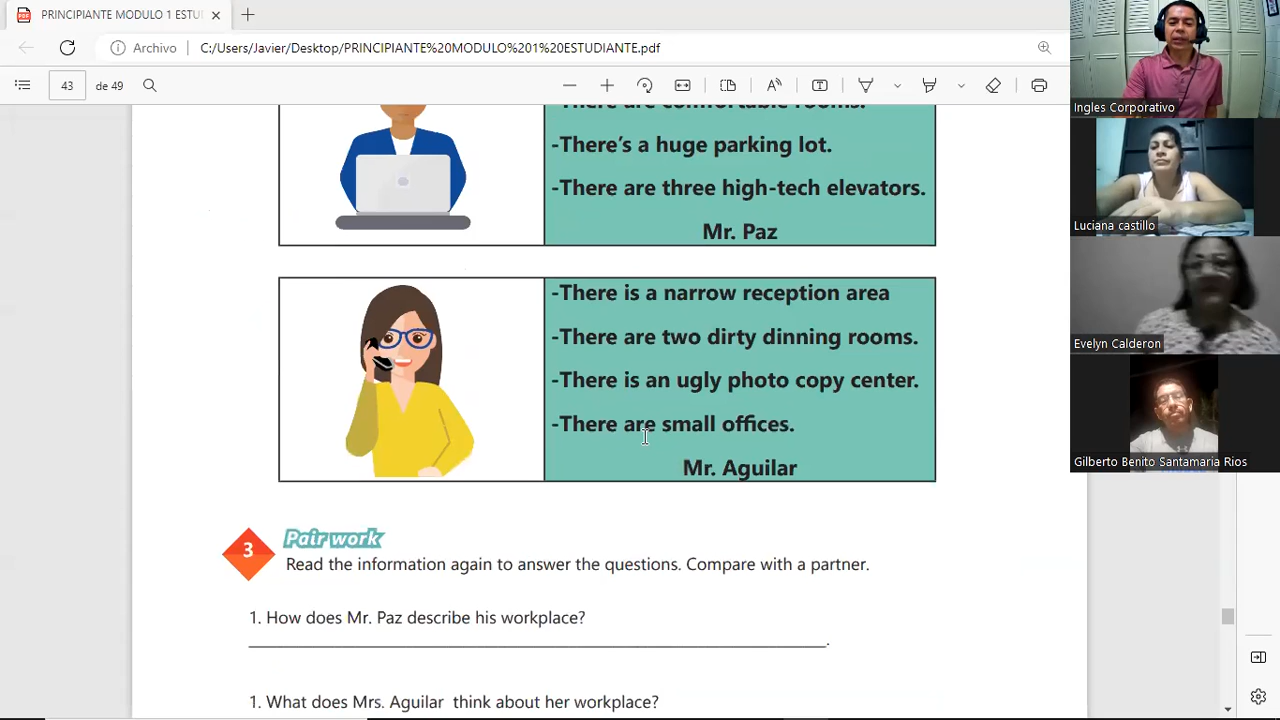 PRINCIPIANTE MODULO 1 ESTU
Archivo
C:/Users/Javier/Desktop/PRINCIPIANTE%20MODULO%201%20ESTUDIANTE.pdf
43 de 49
There are comfortable rooms.
-There's a huge parking lot.
-There are three high-tech elevators.
Mr. Paz
-There is a narrow reception area
-There are two dirty dinning rooms.
-There is an ugly photo copy center.
-There are small offices.
Mr. Aguilar
3 Pair work
Read the information again to answer the questions. Compare with a partner.
1. How does Mr. Paz describe his workplace?
1. What does Mrs. Aguilar think about her workplace?
Ingles Corporativo
Luciana castillo
Evelyn Calderon
Gilberto Benito Santamaria Rios